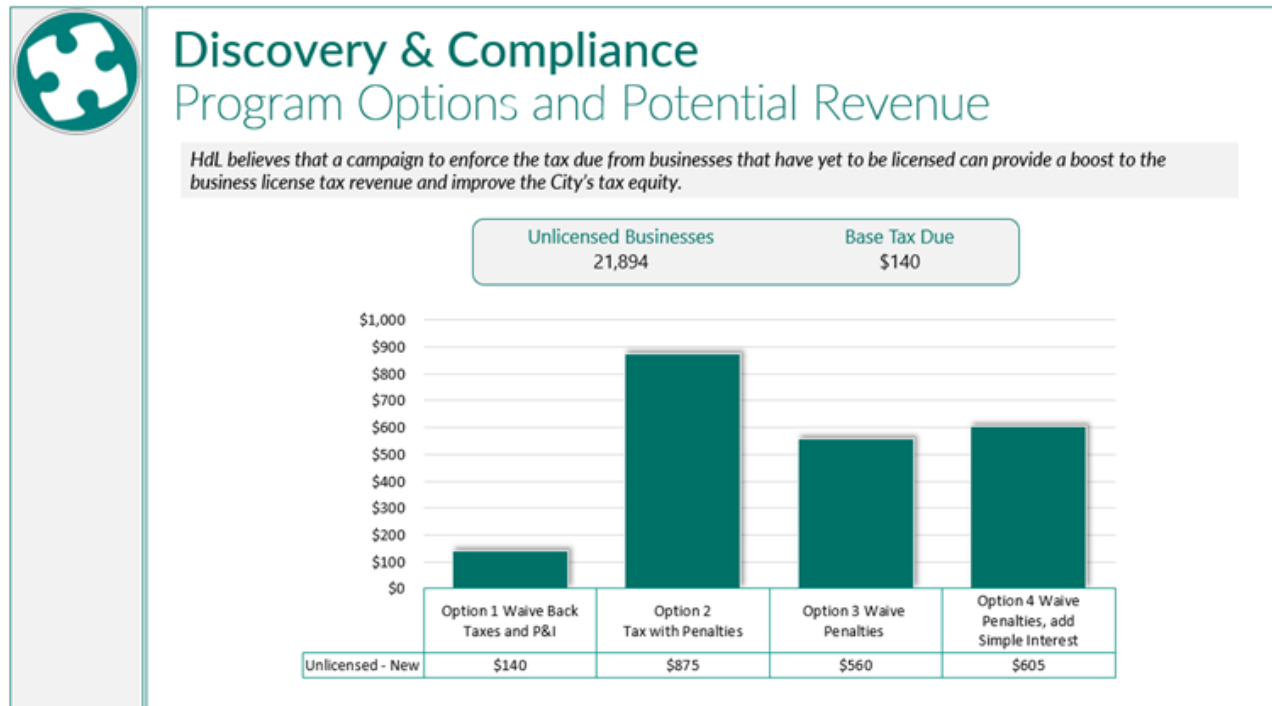 Discovery & Compliance
Program Options and Potential Revenue
HdL believes that a campaign to enforce the tax due from businesses that have yet to be licensed can provide a boost to the
business license tax revenue and improve the City's tax equity.
Unlicensed Businesses Base Tax Due
21,894 $140
$1,000
$900
$800
$700
$600
$500
$400
$300
$200
$100
$0
Option 1 Waive Back
Taxes and P&I
Option 2
Tax with Penalties
Option 3 Waive
Penalties
Option 4 Waive
Penalties, add
Simple Interest
Unlicensed - New $140 $875 $560 $605